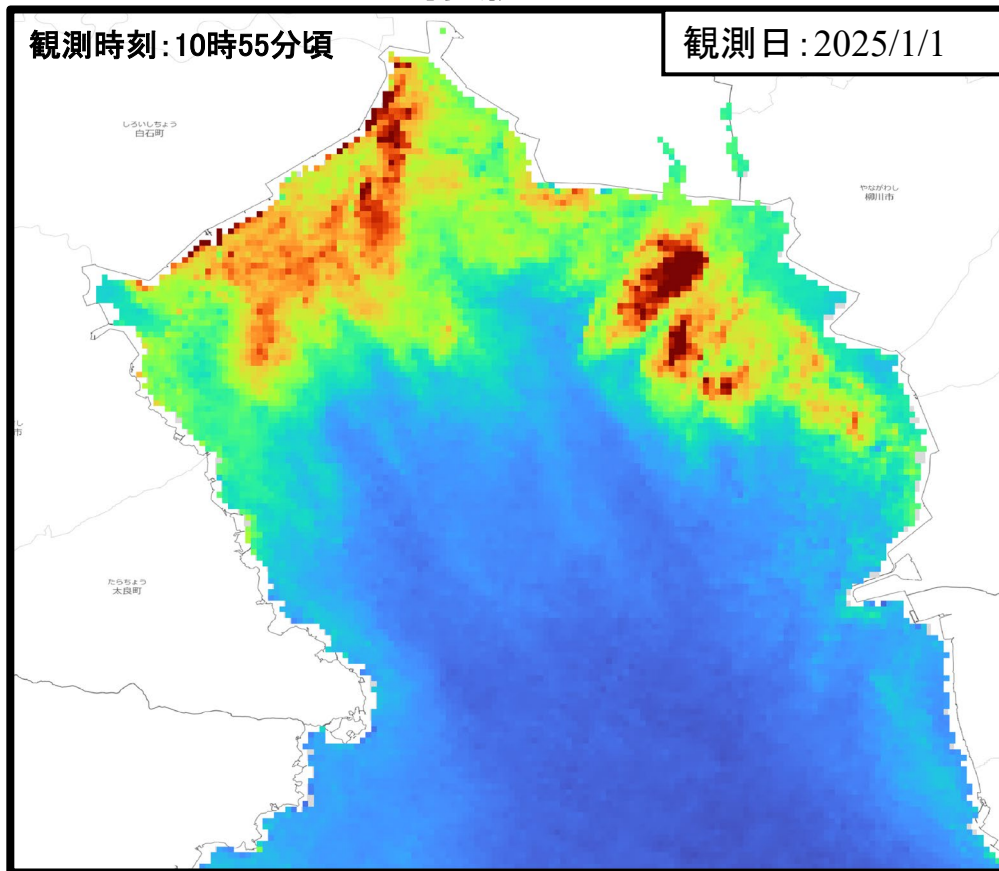 観測時刻:10時55分頃
観測日:2025/1/1
しろいしちょう
白石町
やながわし
柳川市
市
たらちょう
太良町